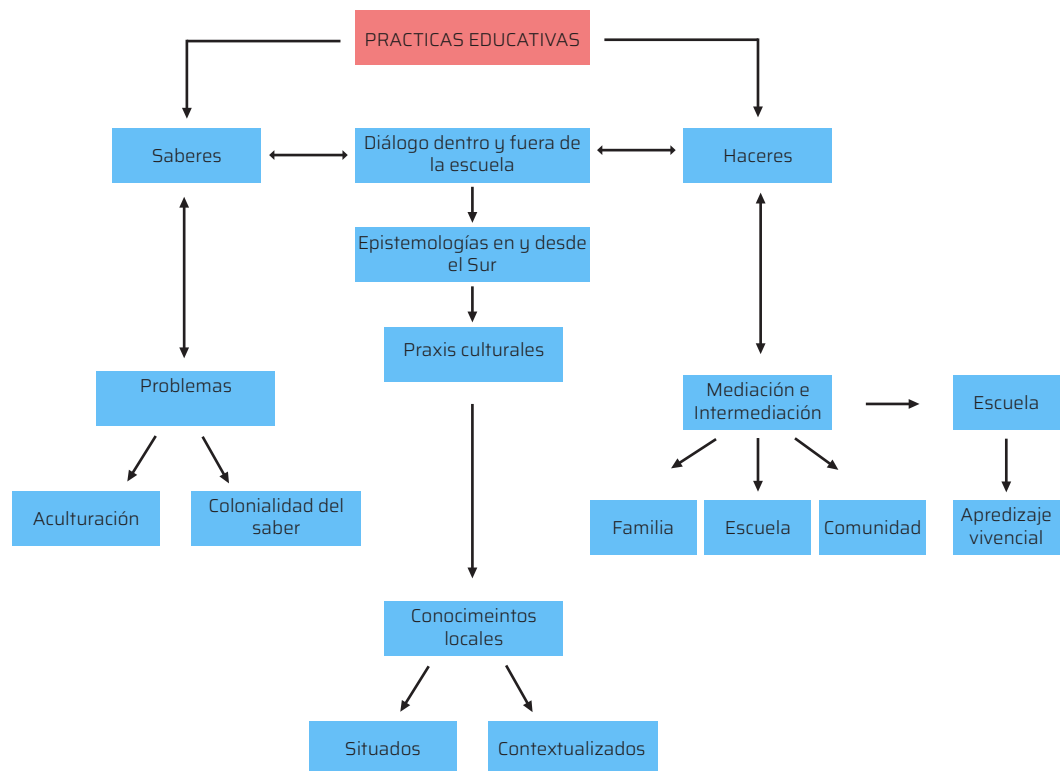 PRACTICAS EDUCATIVAS
Saberes
Diálogo dentro y fuera de
la escuela
Haceres
Epistemologías en y desde
el Sur
Praxis culturales
Problemas
Mediación e
Intermediación
Escuela
Aculturación
Colonialidad del
saber
Familia
Escuela
Comunidad
Apredizaje
vivencial
Conocimeintos
locales
Situados
Contextualizados